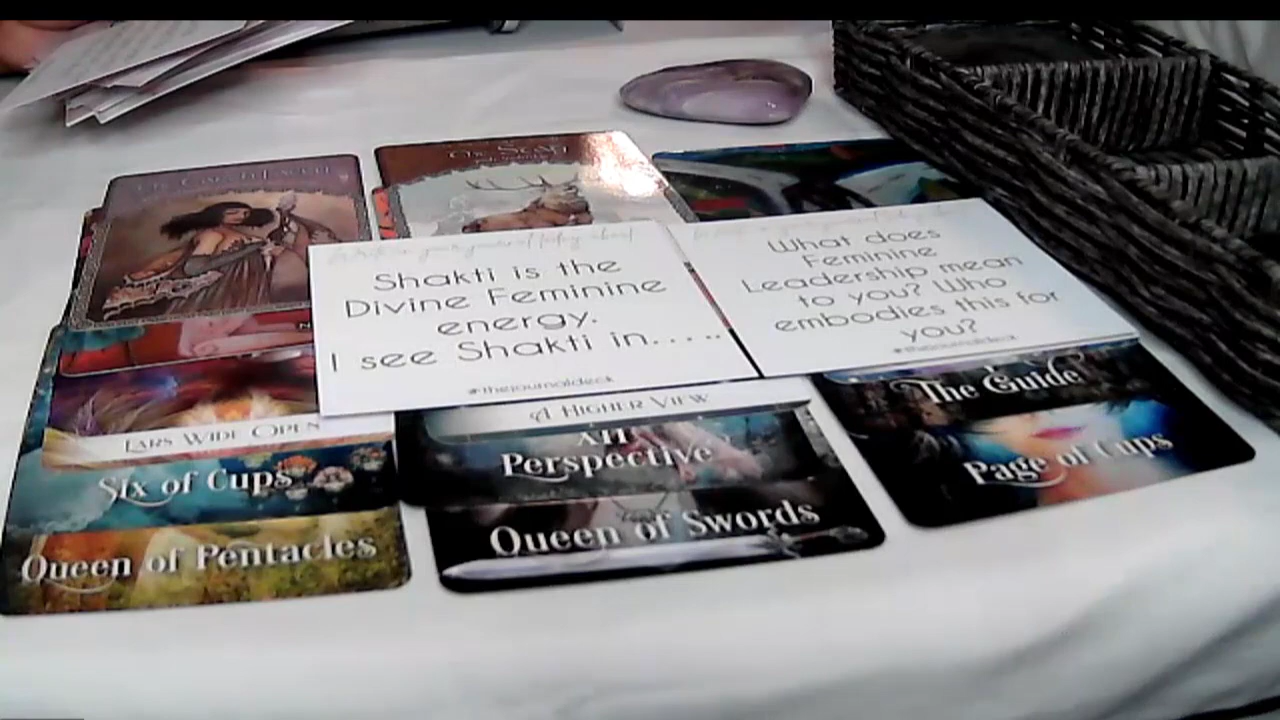 Shakti is the
Divine Feminine
energy.
I see Shakti in.....
#thejournaldeck
What does
Feminine
Leadership mean
to you? Who
embodies this for
you?
#thejournaldeck
EARS WIDE OPEN
Six of Cups
Queen of Pentacles
A HIGHER VIEW
XII
Perspective
Queen of Swords
The Guide
Page of Cups